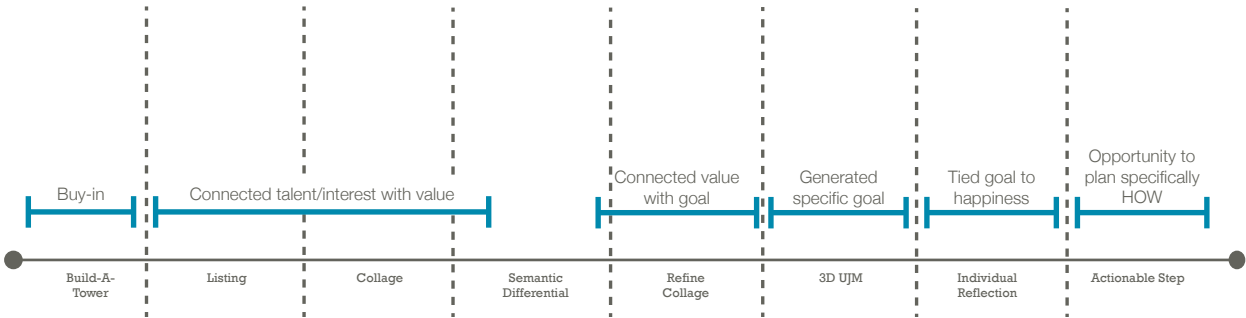 Buy-in
Connected talent/interest with value
Connected value
with goal
Generated
specific goal
Tied goal to
happiness
Opportunity to
plan specifically
HOW
Build-A-
Tower
Listing
Collage
Semantic
Differential
Refine
Collage
3D UJM
Individual
Reflection
Actionable Step